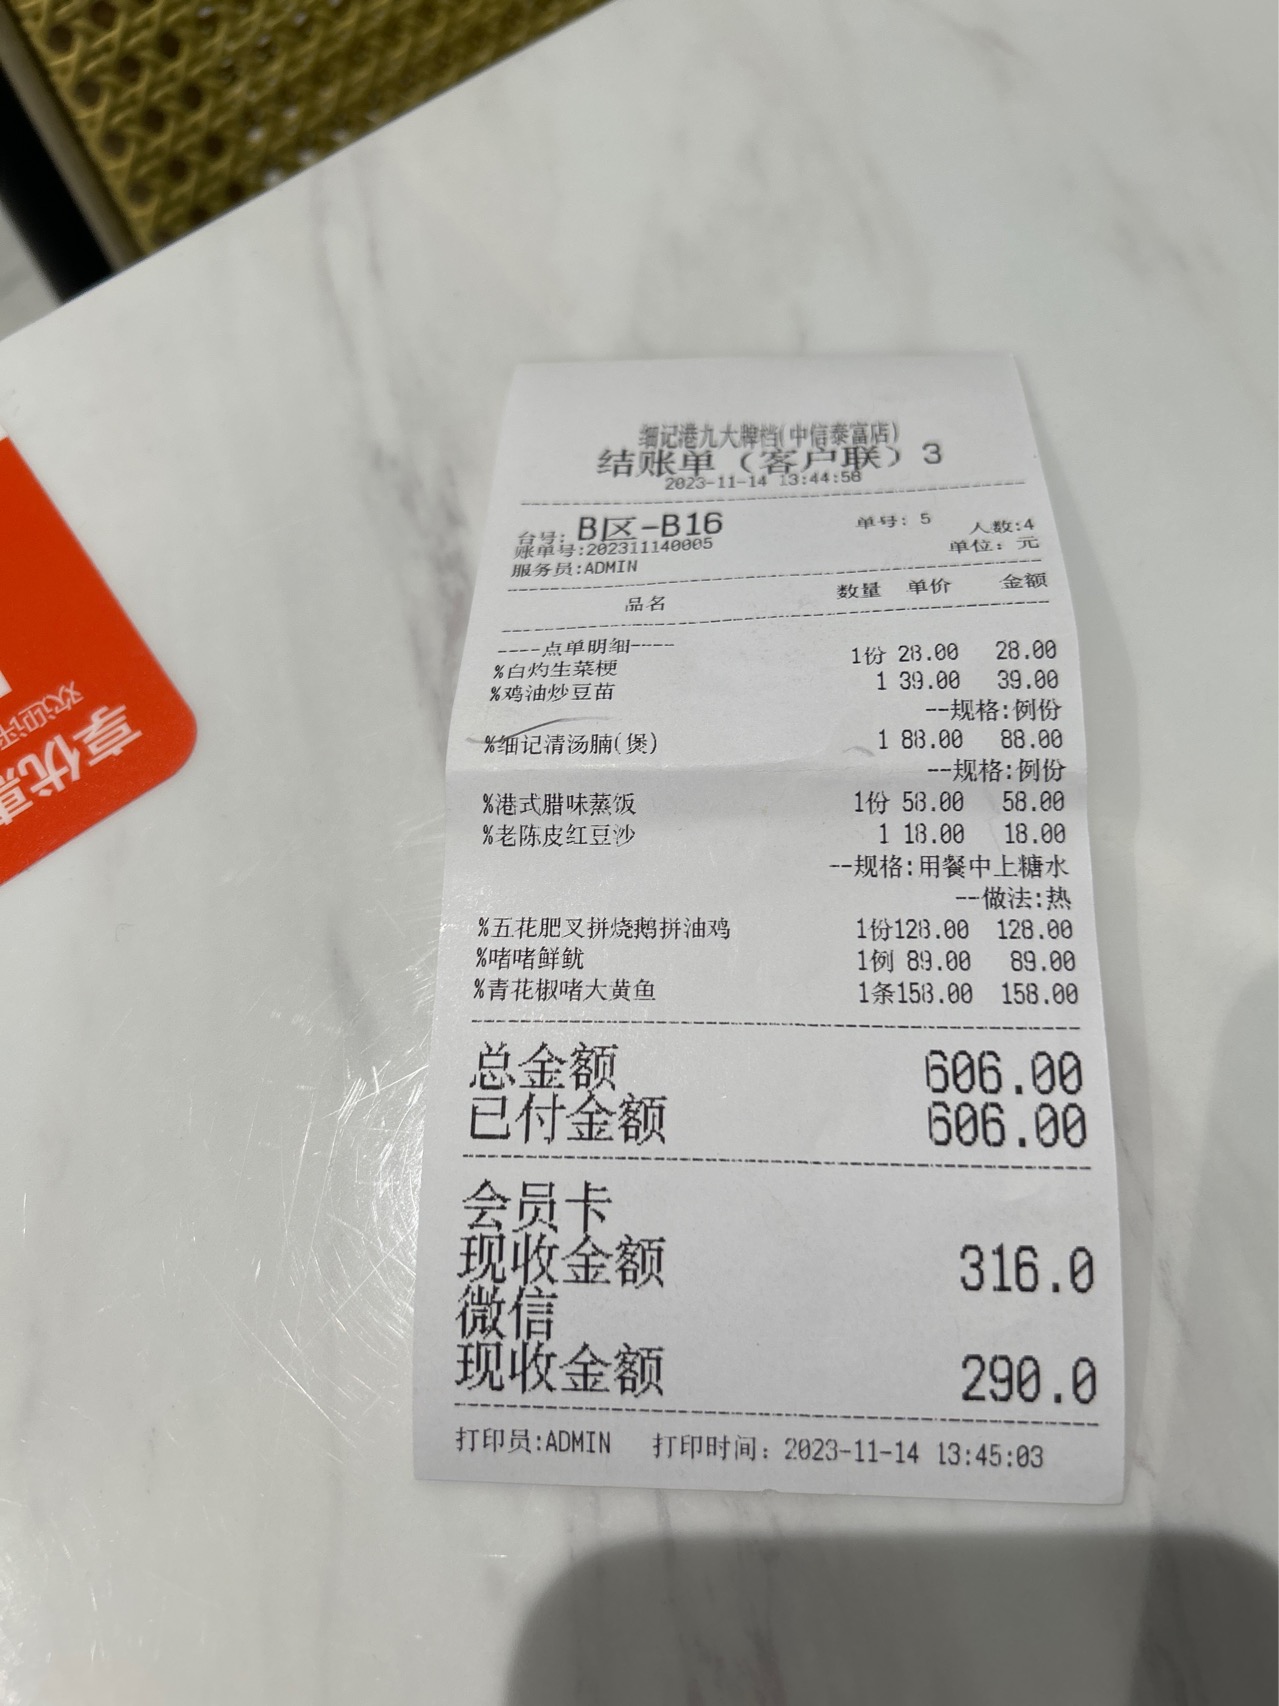 细记港九大牌档(中信泰富店)
结账单（客户联）3
2023-11-14 13:44:58
台号: B区-B16 单号: 5 人数:4
账单号:202311140005 单位: 元
服务员:ADMIN
品名 数量 单价 金额
----点单明细----
%白灼生菜梗 1份 28.00 28.00
%鸡油炒豆苗 1 39.00 39.00
--规格:例份
%细记清汤腩(煲) 1 88.00 88.00
--规格:例份
%港式腊味蒸饭 1份 58.00 58.00
%老陈皮红豆沙 1 18.00 18.00
--规格:用餐中上糖水
--做法:热
%五花肥叉拼烧鹅拼油鸡 1份128.00 128.00
%啫啫鲜鱿 1例 89.00 89.00
%青花椒啫大黄鱼 1条158.00 158.00
总金额 606.00
已付金额 606.00
会员卡
现收金额 316.0
微信
现收金额 290.0
打印员:ADMIN 打印时间: 2023-11-14 13:45:03
享优惠